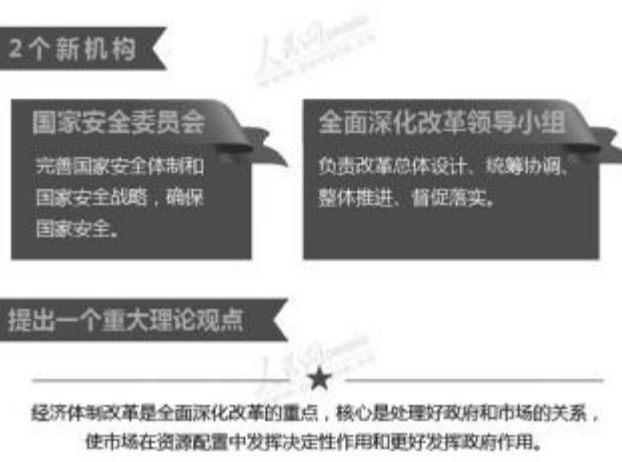 2个新机构
国家安全委员会
完善国家安全体制和
国家安全战略，确保
国家安全。
全面深化改革领导小组
负责改革总体设计、统筹协调、
整体推进、督促落实。
提出一个重大理论观点
经济体制改革是全面深化改革的重点，核心是处理好政府和市场的关系，
使市场在资源配置中发挥决定性作用和更好发挥政府作用。